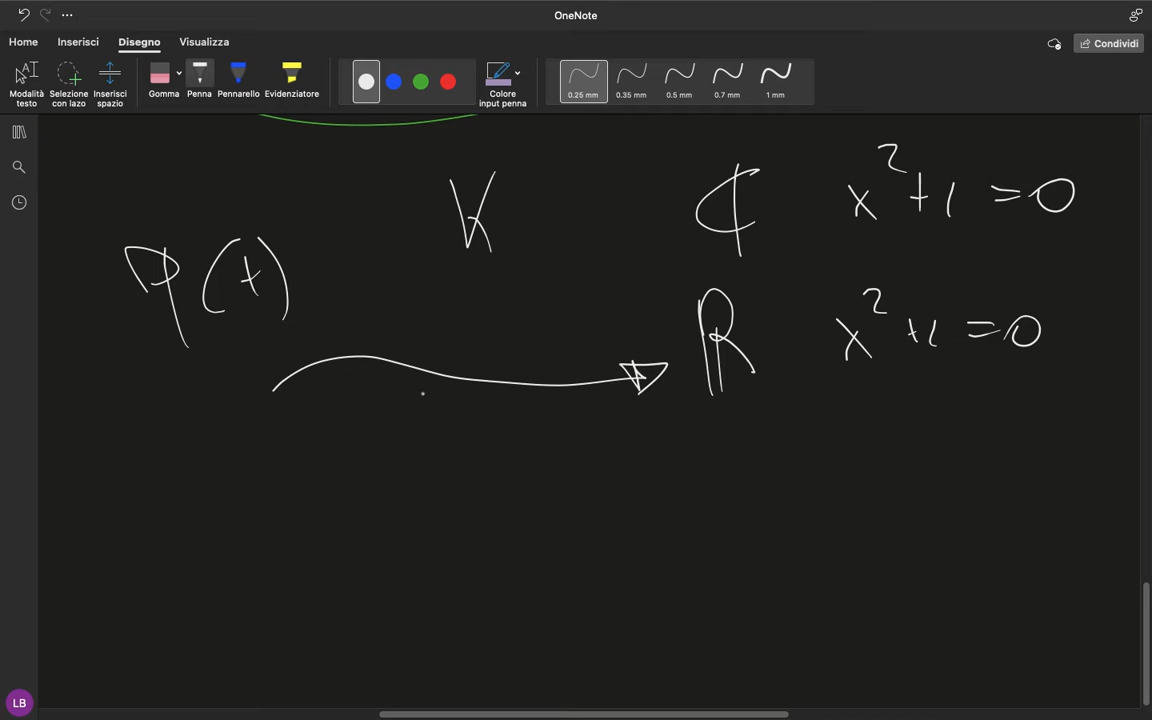 OneNote
Home Inserisci Disegno Visualizza
Condividi
Modalità testo
Selezione con lazo
Inserisci spazio
Gomma
Penna
Pennarello
Evidenziatore
Colore input penna
0.25 mm
0.35 mm
0.5 mm
0.7 mm
1 mm
K ℂ x² + 1 = 0
p(t)
ℝ x² + 1 = 0
LB